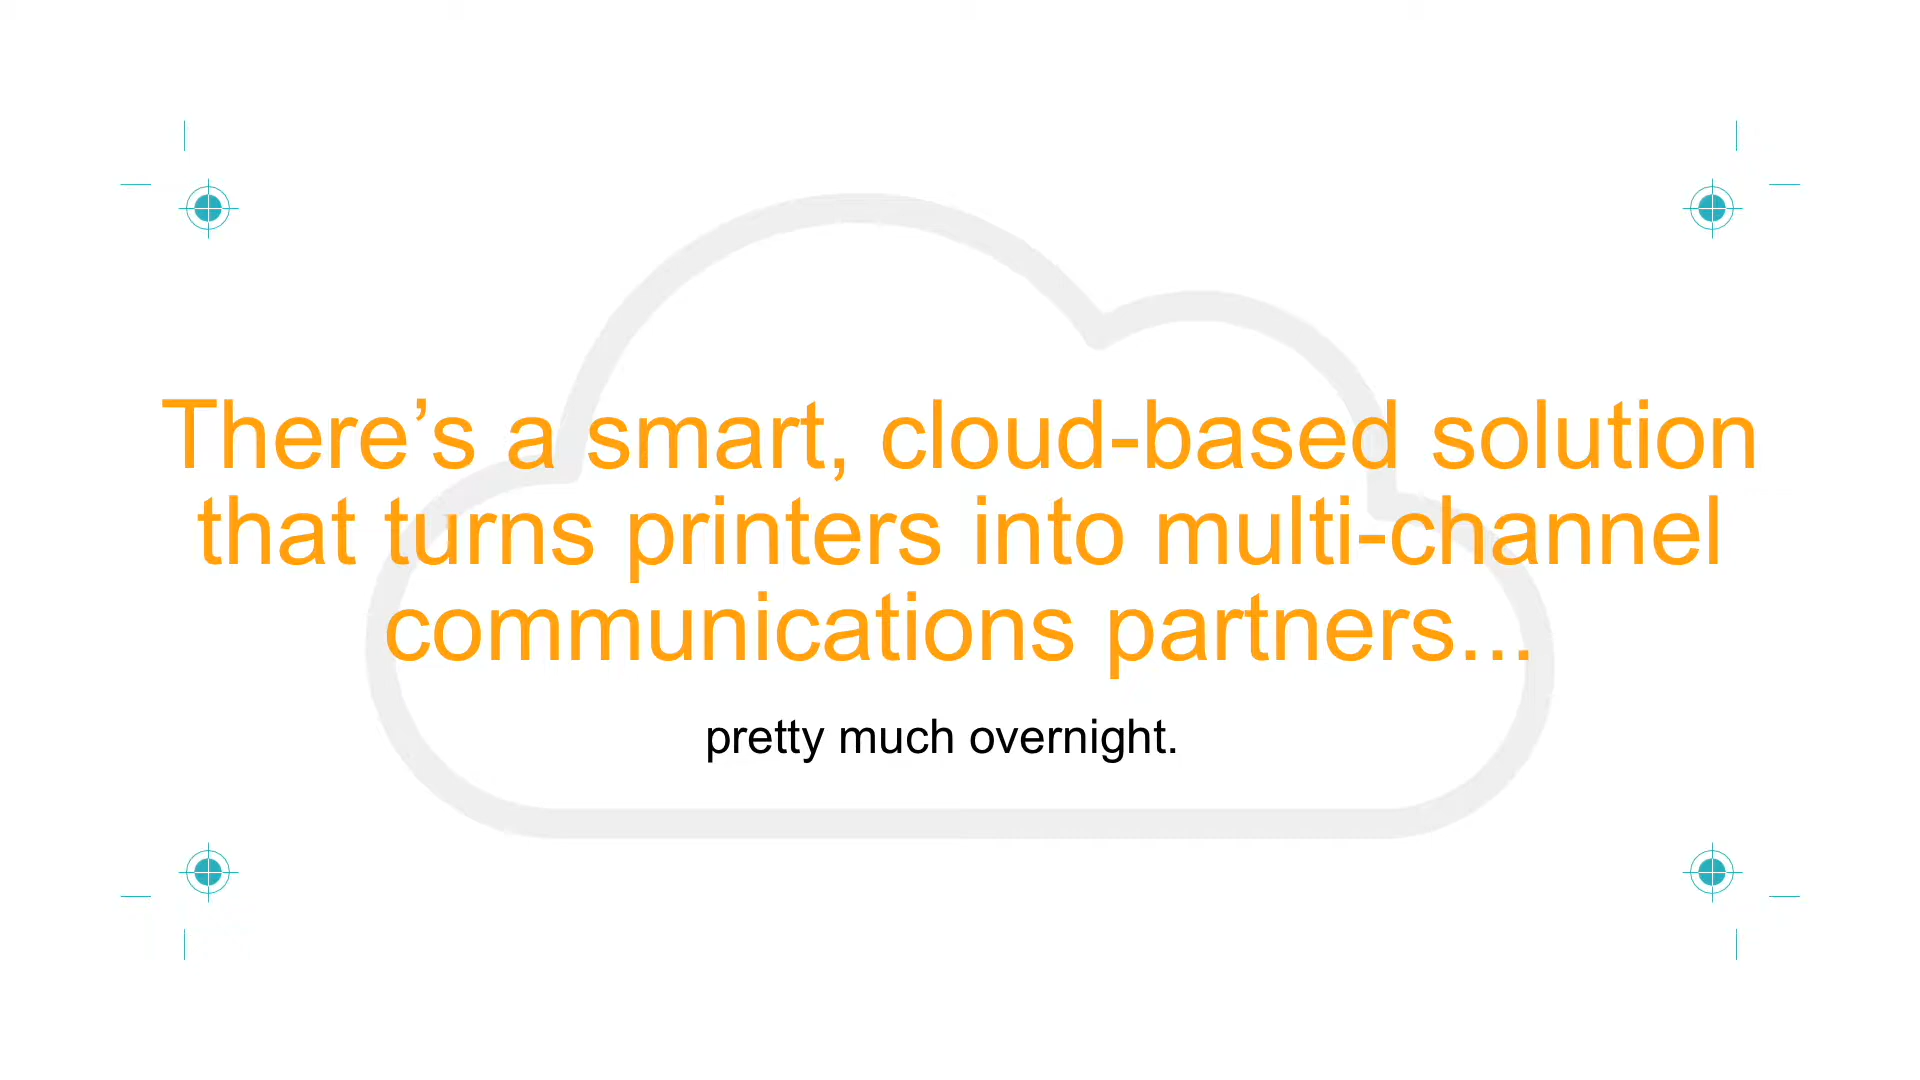 There’s a smart, cloud-based solution
that turns printers into multi-channel
communications partners...
pretty much overnight.